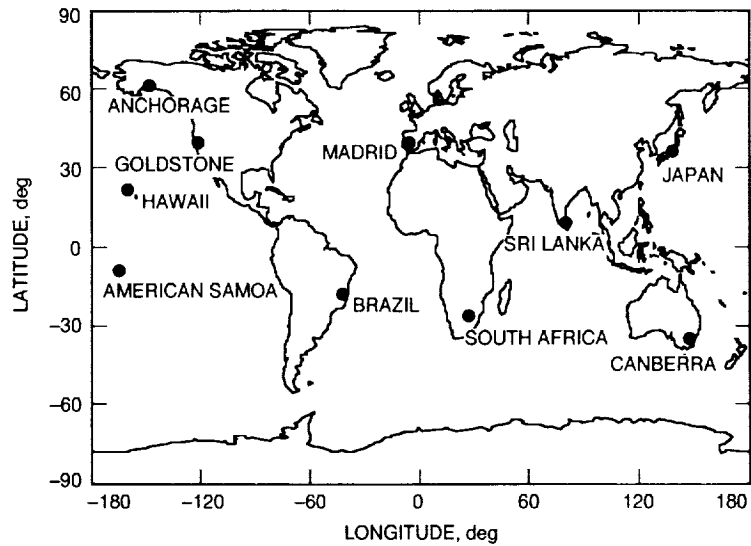 90
60
30
0
−30
−60
−90
LATITUDE, deg
ANCHORAGE
GOLDSTONE
HAWAII
AMERICAN SAMOA
BRAZIL
MADRID
SOUTH AFRICA
SRI LANKA
JAPAN
CANBERRA
−180 −120 −60 0 60 120 180
LONGITUDE, deg